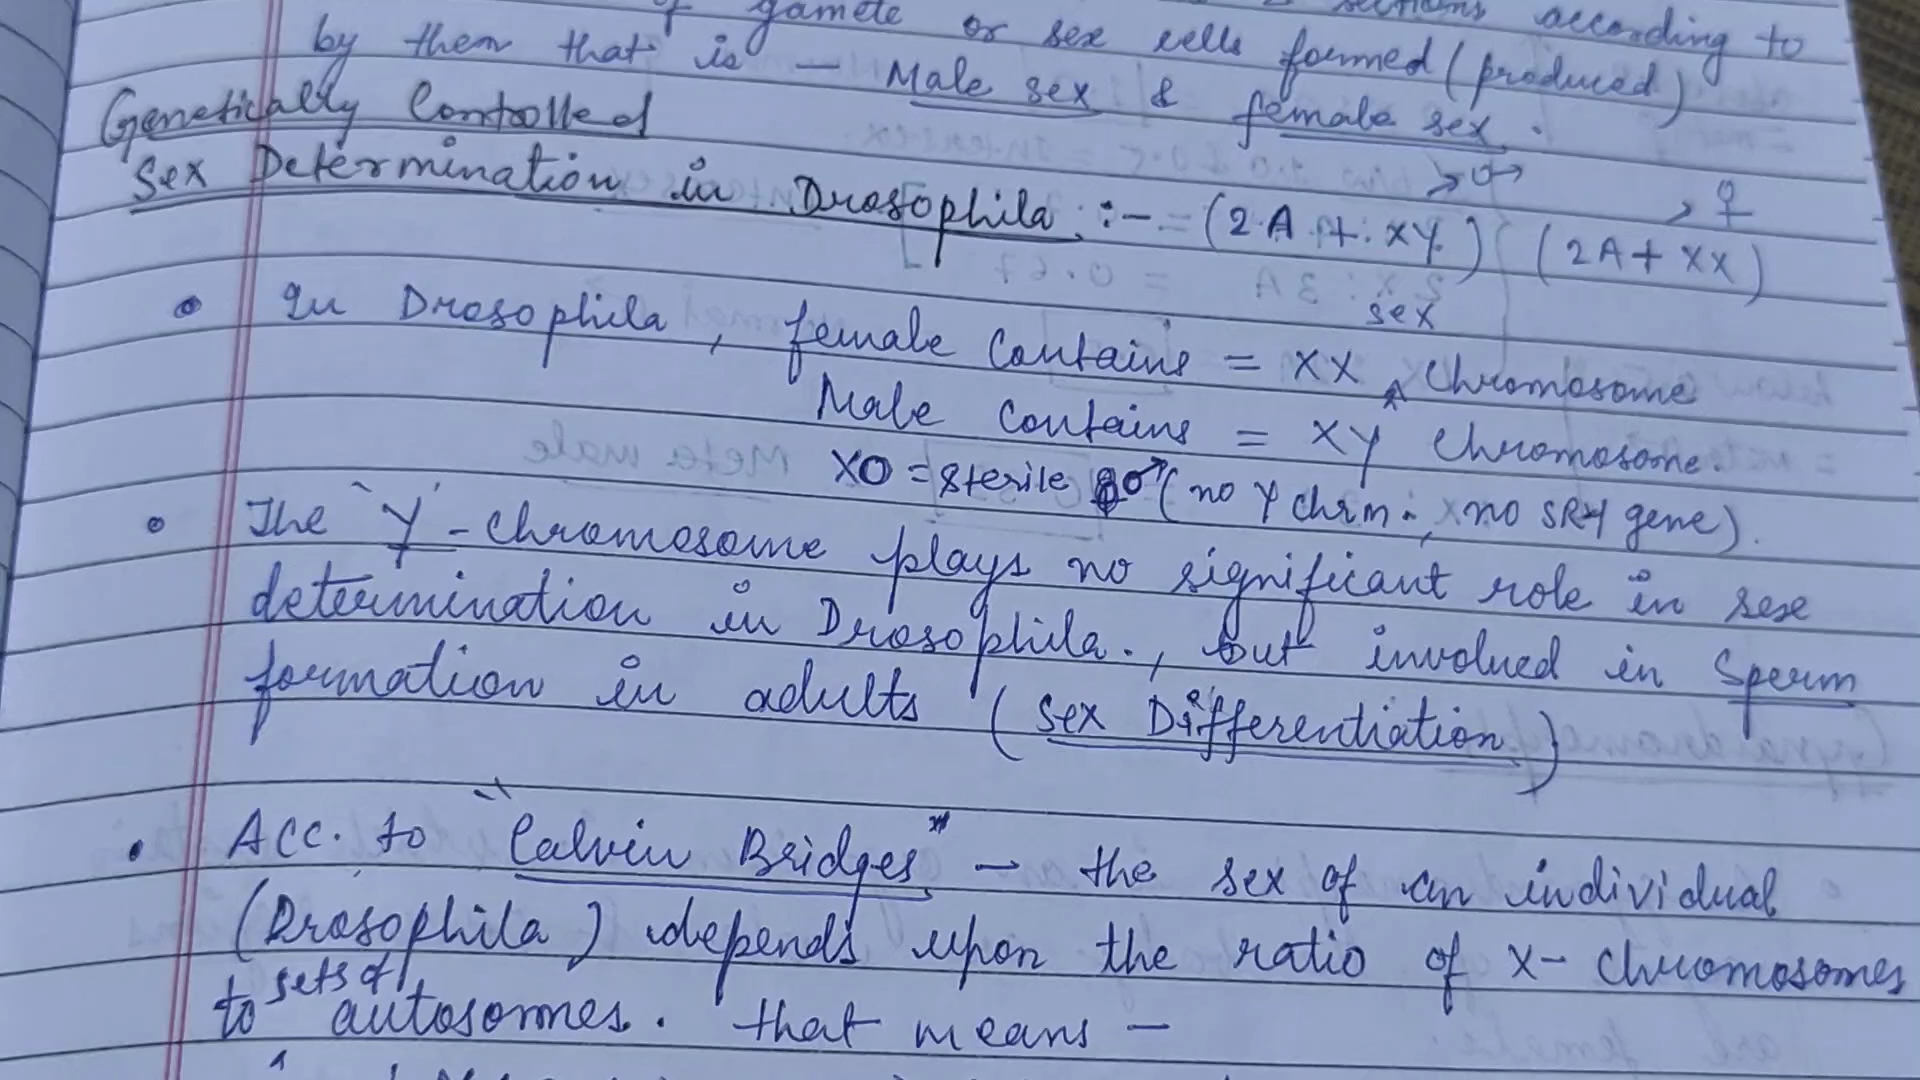 gamete or sex cells formed (produced) according to
by them that is - Male sex & female sex.
Genetically Controlled
Sex Determination in Drosophila :- (2A + XY) ♂ (2A + XX) ♀
• In Drosophila, female contains = XX sex chromosome
Male contains = XY chromosome.
XO = sterile ♂ (no Y chrm; no SRY gene).
• The "Y"-chromosome plays no significant role in sex
determination in Drosophila., but involved in Sperm
formation in adults (Sex Differentiation)
• Acc. to "Calvin Bridges" → the sex of an individual
(Drosophila) depends upon the ratio of X- chromosomes
to sets of autosomes. that means -